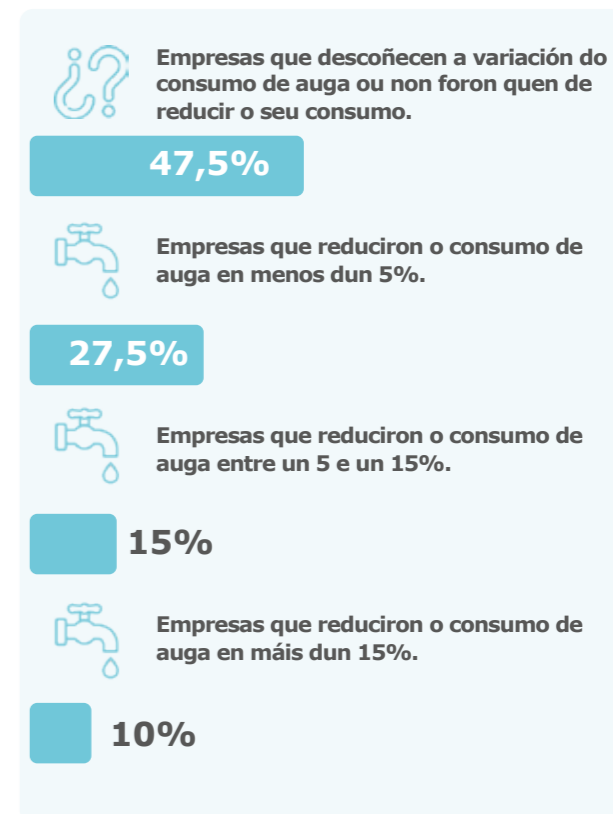 Empresas que descoñecen a variación do
consumo de auga ou non foron quen de
reducir o seu consumo.
47,5%
Empresas que reduciron o consumo de
auga en menos dun 5%.
27,5%
Empresas que reduciron o consumo de
auga entre un 5 e un 15%.
15%
Empresas que reduciron o consumo de
auga en máis dun 15%.
10%